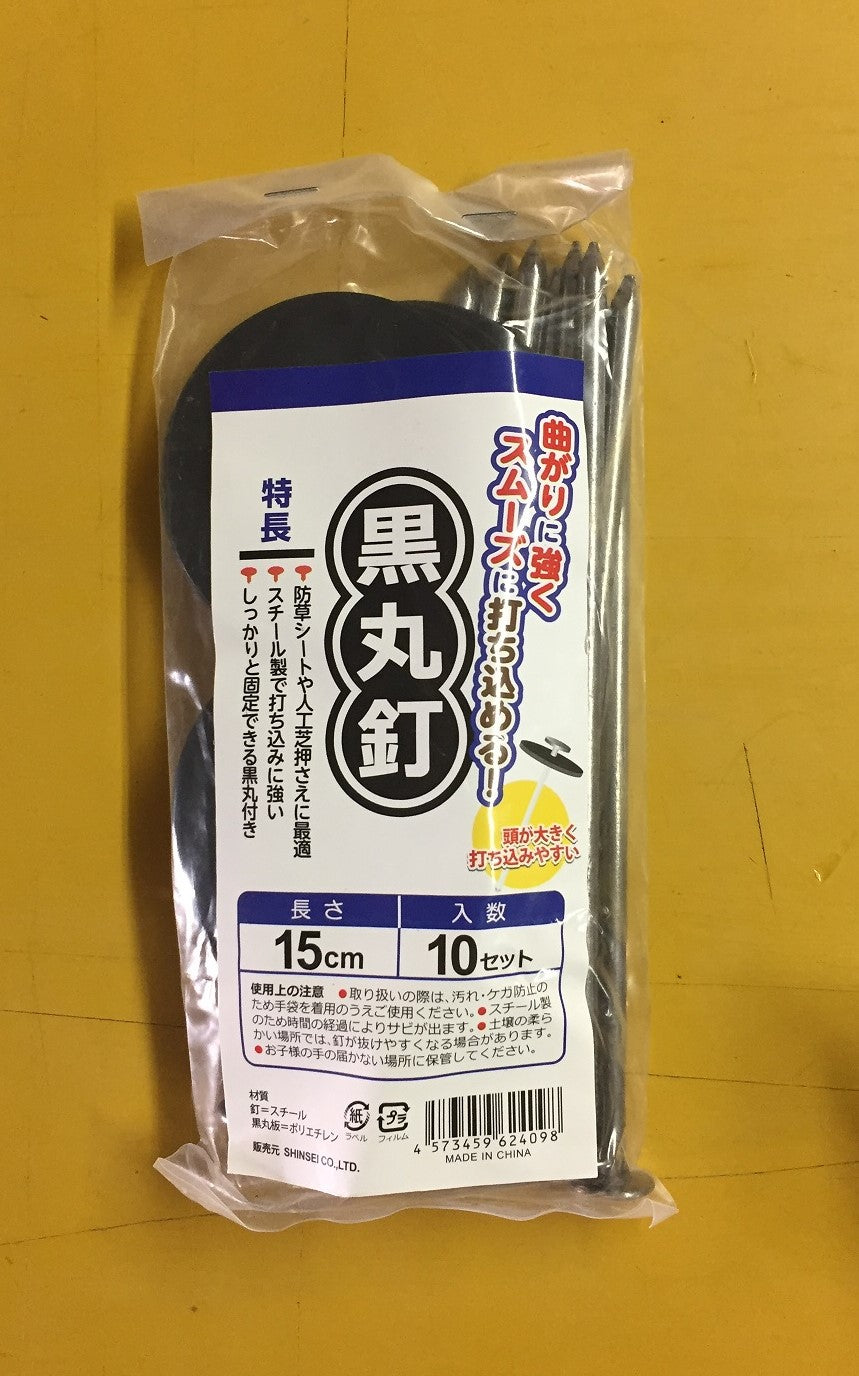 曲がりに強く
スムーズに打ち込める!
黒丸釘
特長
防草シートや人工芝押さえに最適
スチール製で打ち込みに強い
しっかりと固定できる黒丸付き
頭が大きく
打ち込みやすい
長さ 入数
15cm 10セット
使用上の注意 ●取り扱いの際は、汚れ・ケガ防止の
ため手袋を着用のうえご使用ください。●スチール製
のため時間の経過によりサビが出ます。●土壌の柔ら
かい場所では、釘が抜けやすくなる場合があります。
●お子様の手の届かない場所に保管してください。
材質
釘=スチール
黒丸板=ポリエチレン
販売元 SHINSEI CO.,LTD.
紙
ラベル
プラ
フィルム
4 573459 624098
MADE IN CHINA